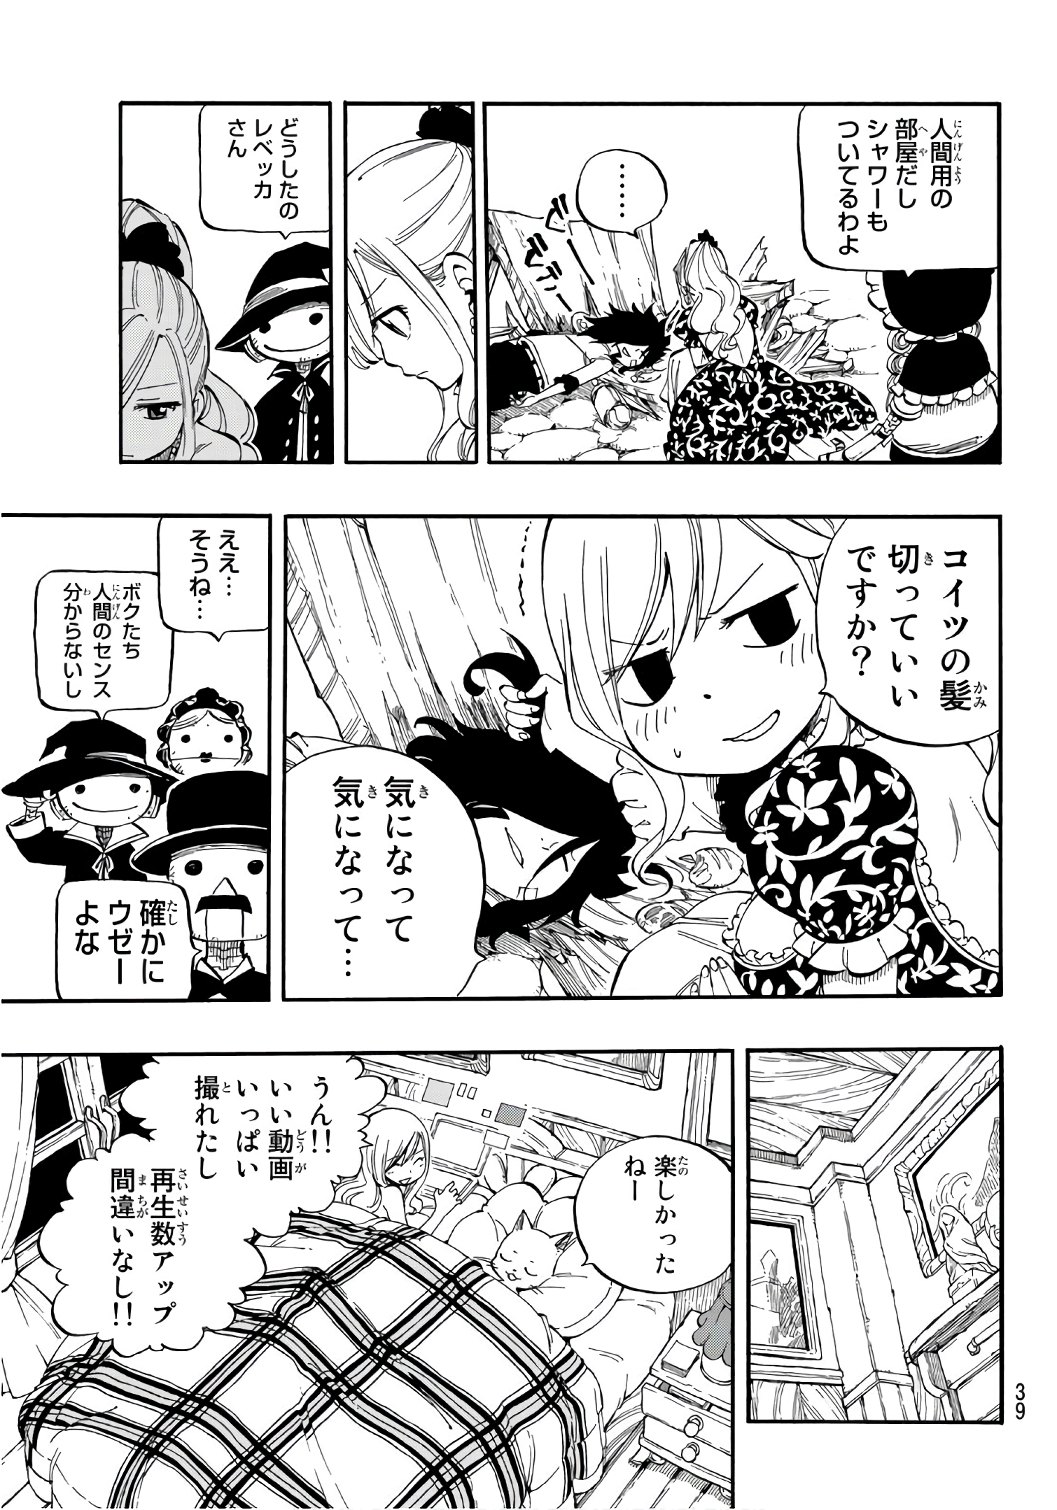 人間用の
部屋だし
シャワーも
ついてるわよ
……
どうしたの
レベッカ
さん
コイツの髪
切っていい
ですか?
気になって
気になって…
ええ…
そうね…
ボクたち
人間のセンス
分からないし
確かに
ウゼー
よな
楽しかった
ねー
うん!!
いい動画
いっぱい
撮れたし
再生数アップ
間違いなし!!
39